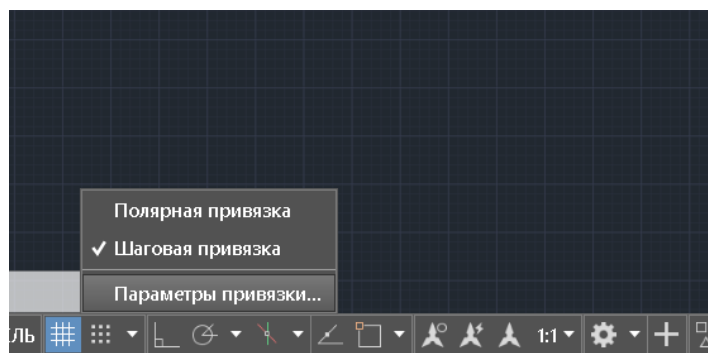 Полярная привязка
✓ Шаговая привязка
Параметры привязки...
1:1